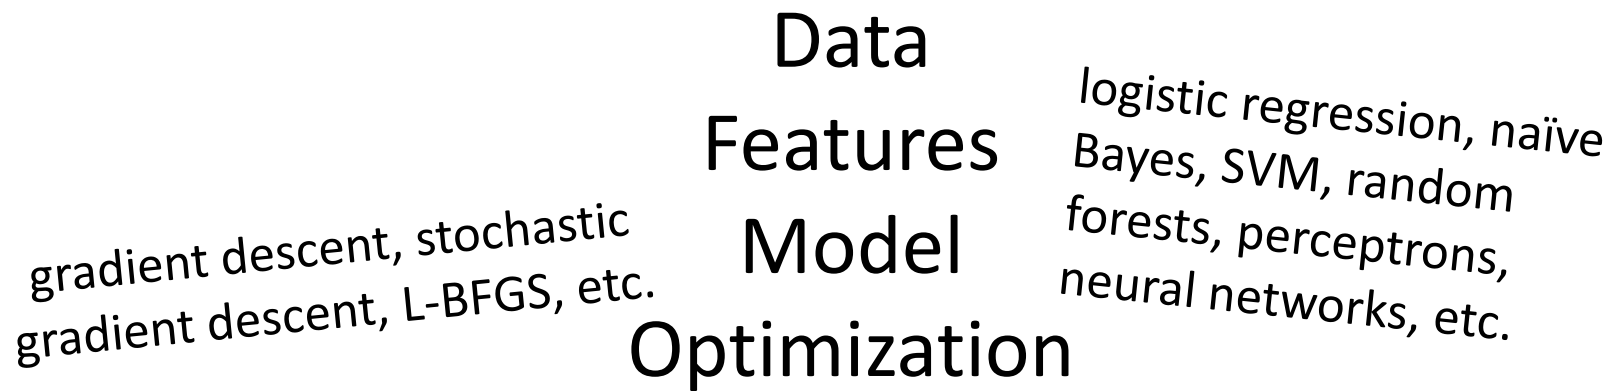 Data
Features
Model
Optimization
logistic regression, naïve
Bayes, SVM, random
forests, perceptrons,
neural networks, etc.
gradient descent, stochastic
gradient descent, L-BFGS, etc.